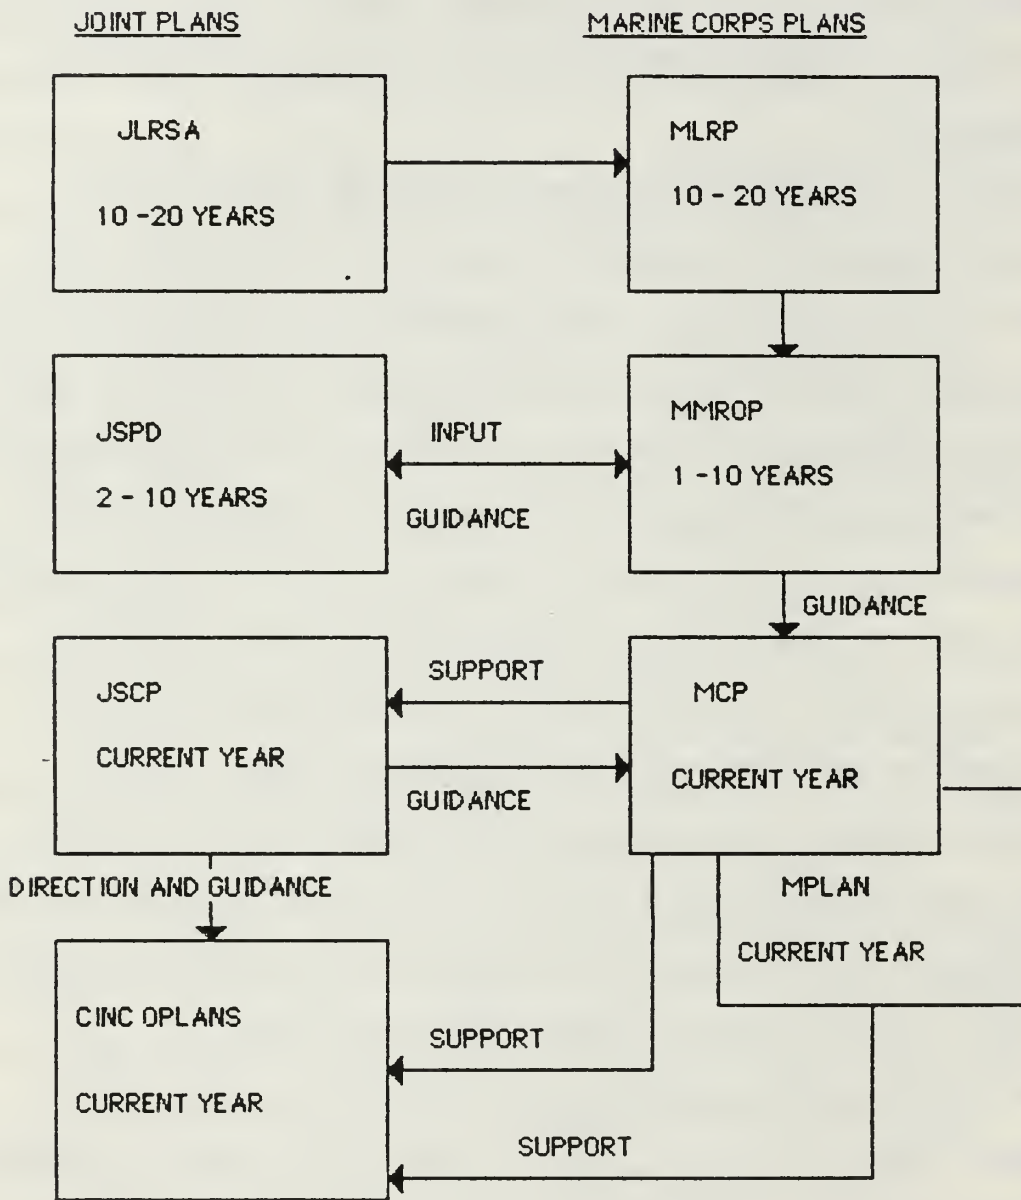 JOINT PLANS
MARINE CORPS PLANS
JLRSA
10 -20 YEARS
MLRP
10 - 20 YEARS
JSPD
2 - 10 YEARS
INPUT
GUIDANCE
MMROP
1 -10 YEARS
GUIDANCE
JSCP
CURRENT YEAR
SUPPORT
GUIDANCE
MCP
CURRENT YEAR
DIRECTION AND GUIDANCE
MPLAN
CURRENT YEAR
CINC OPLANS
CURRENT YEAR
SUPPORT
SUPPORT